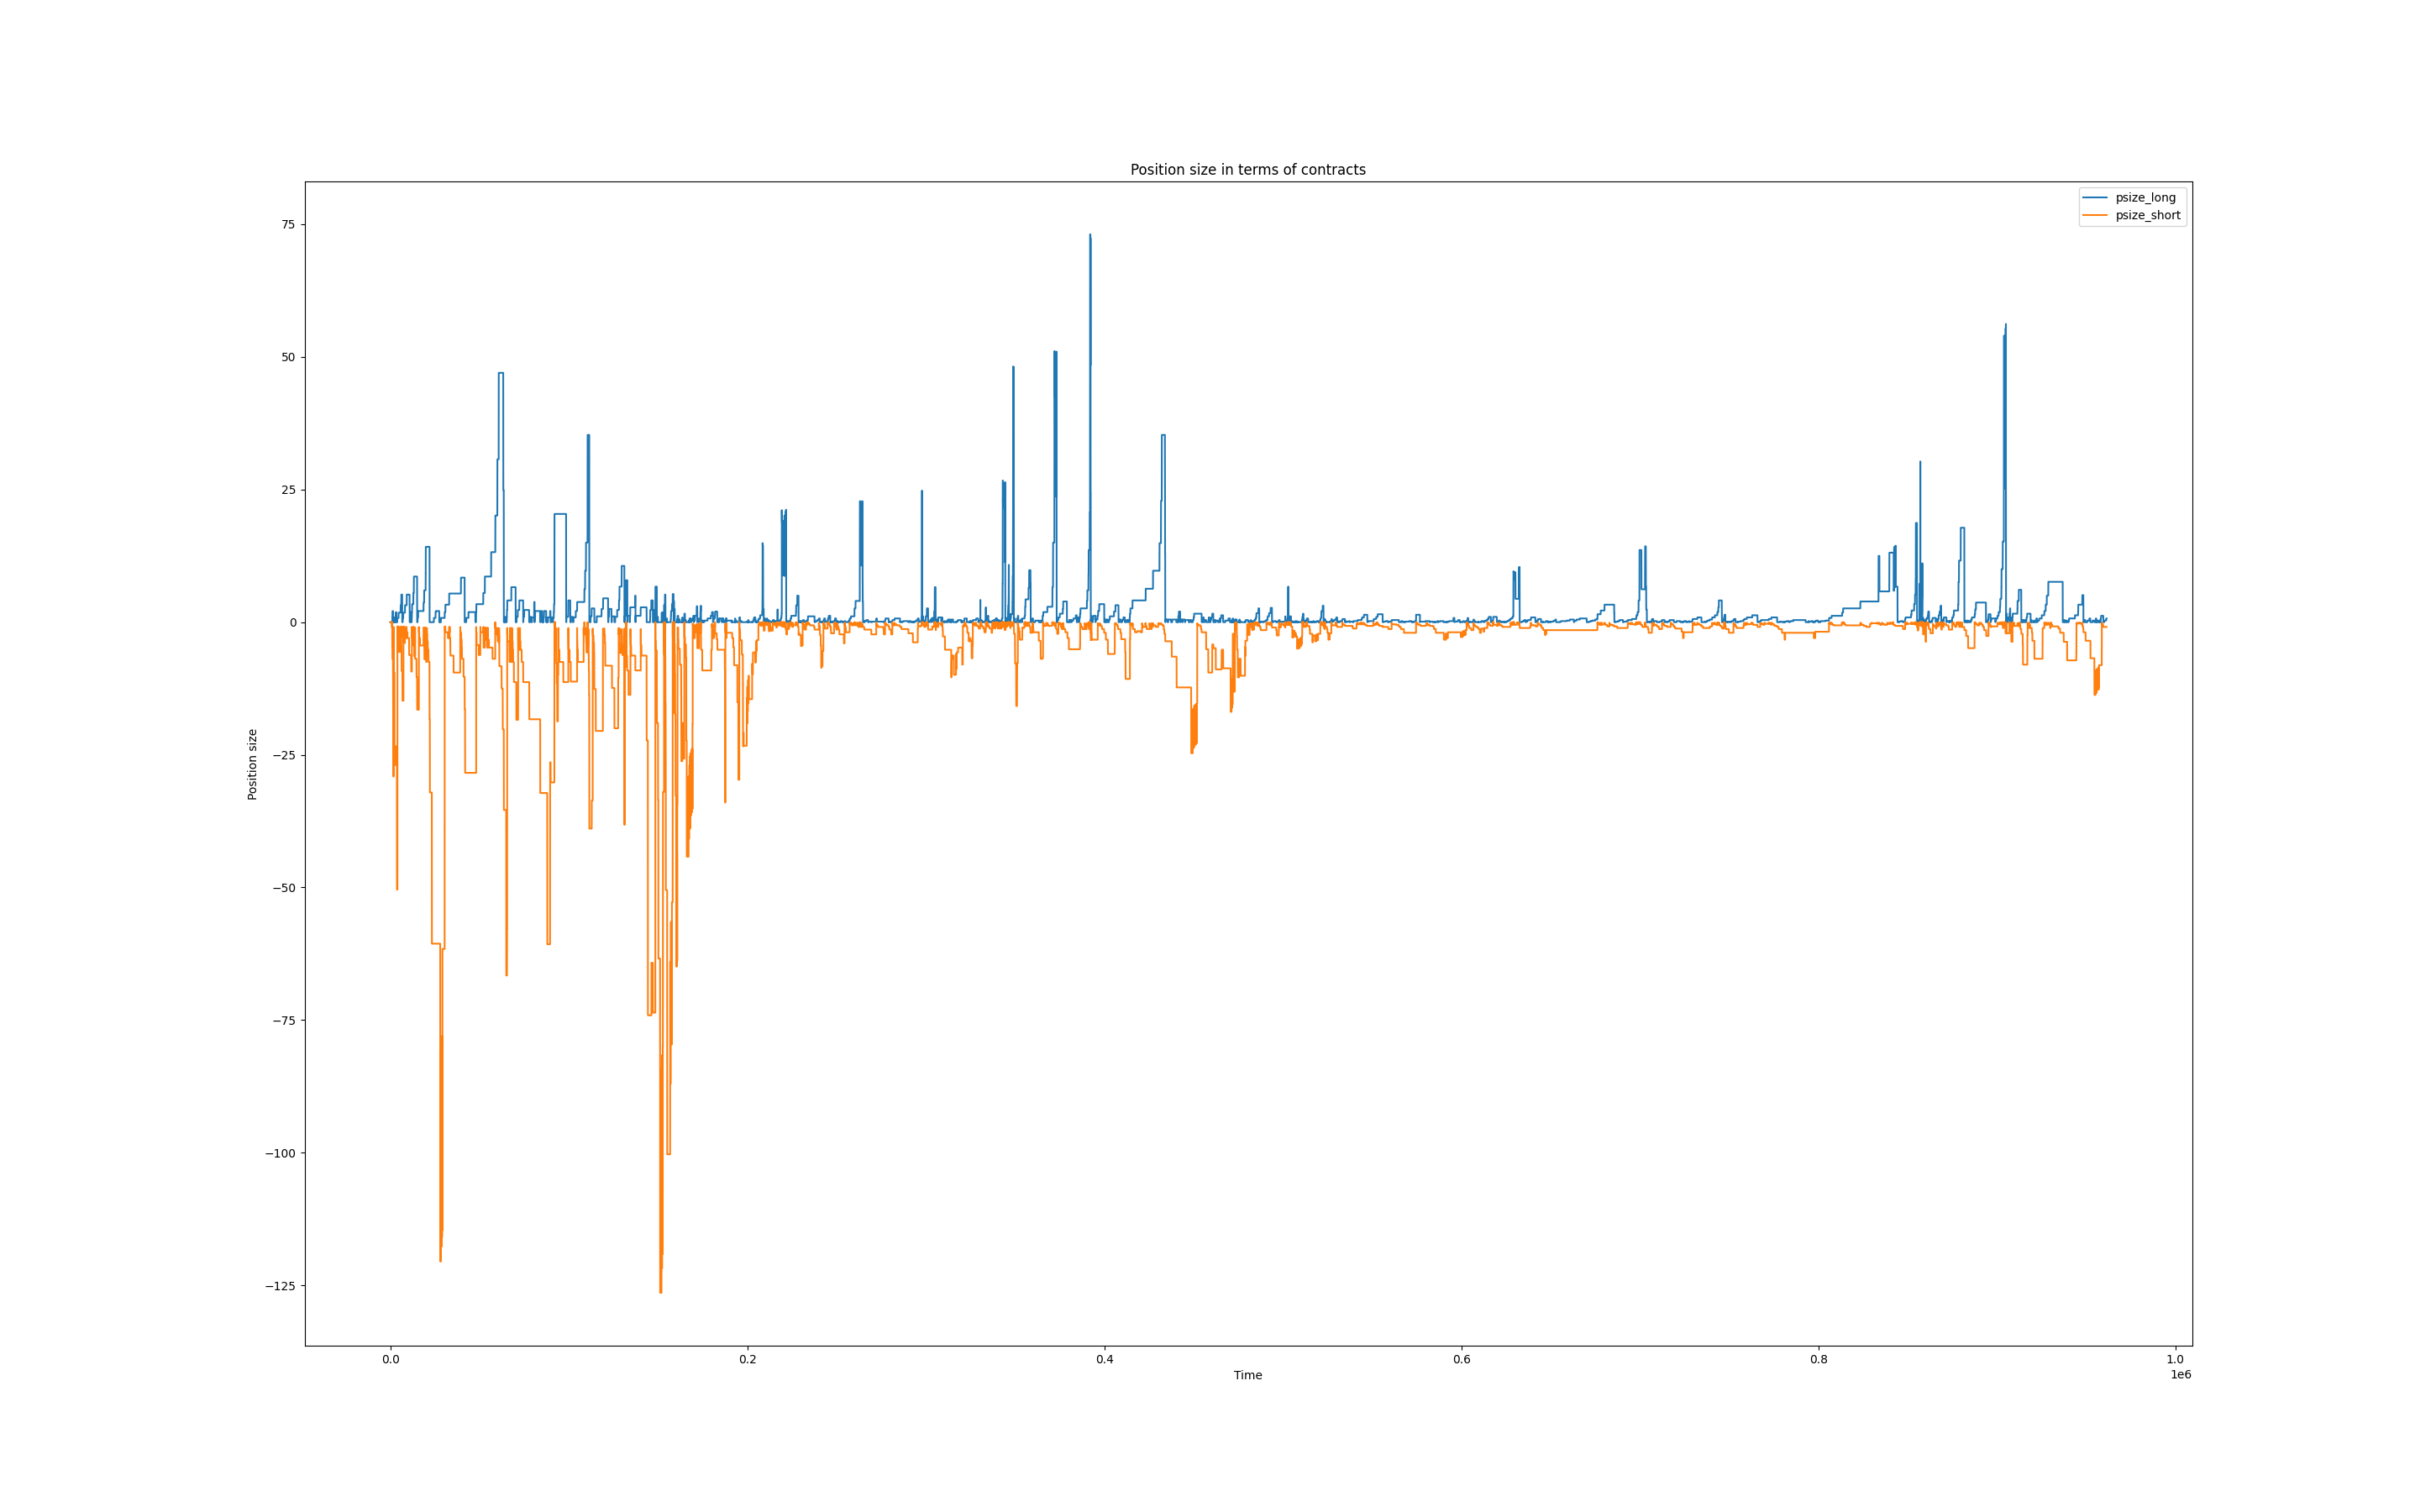 Position size in terms of contracts
psize_long
psize_short
75
50
25
0
−25
−50
−75
−100
−125
Position size
0.0
0.2
0.4
0.6
0.8
1.0
1e6
Time